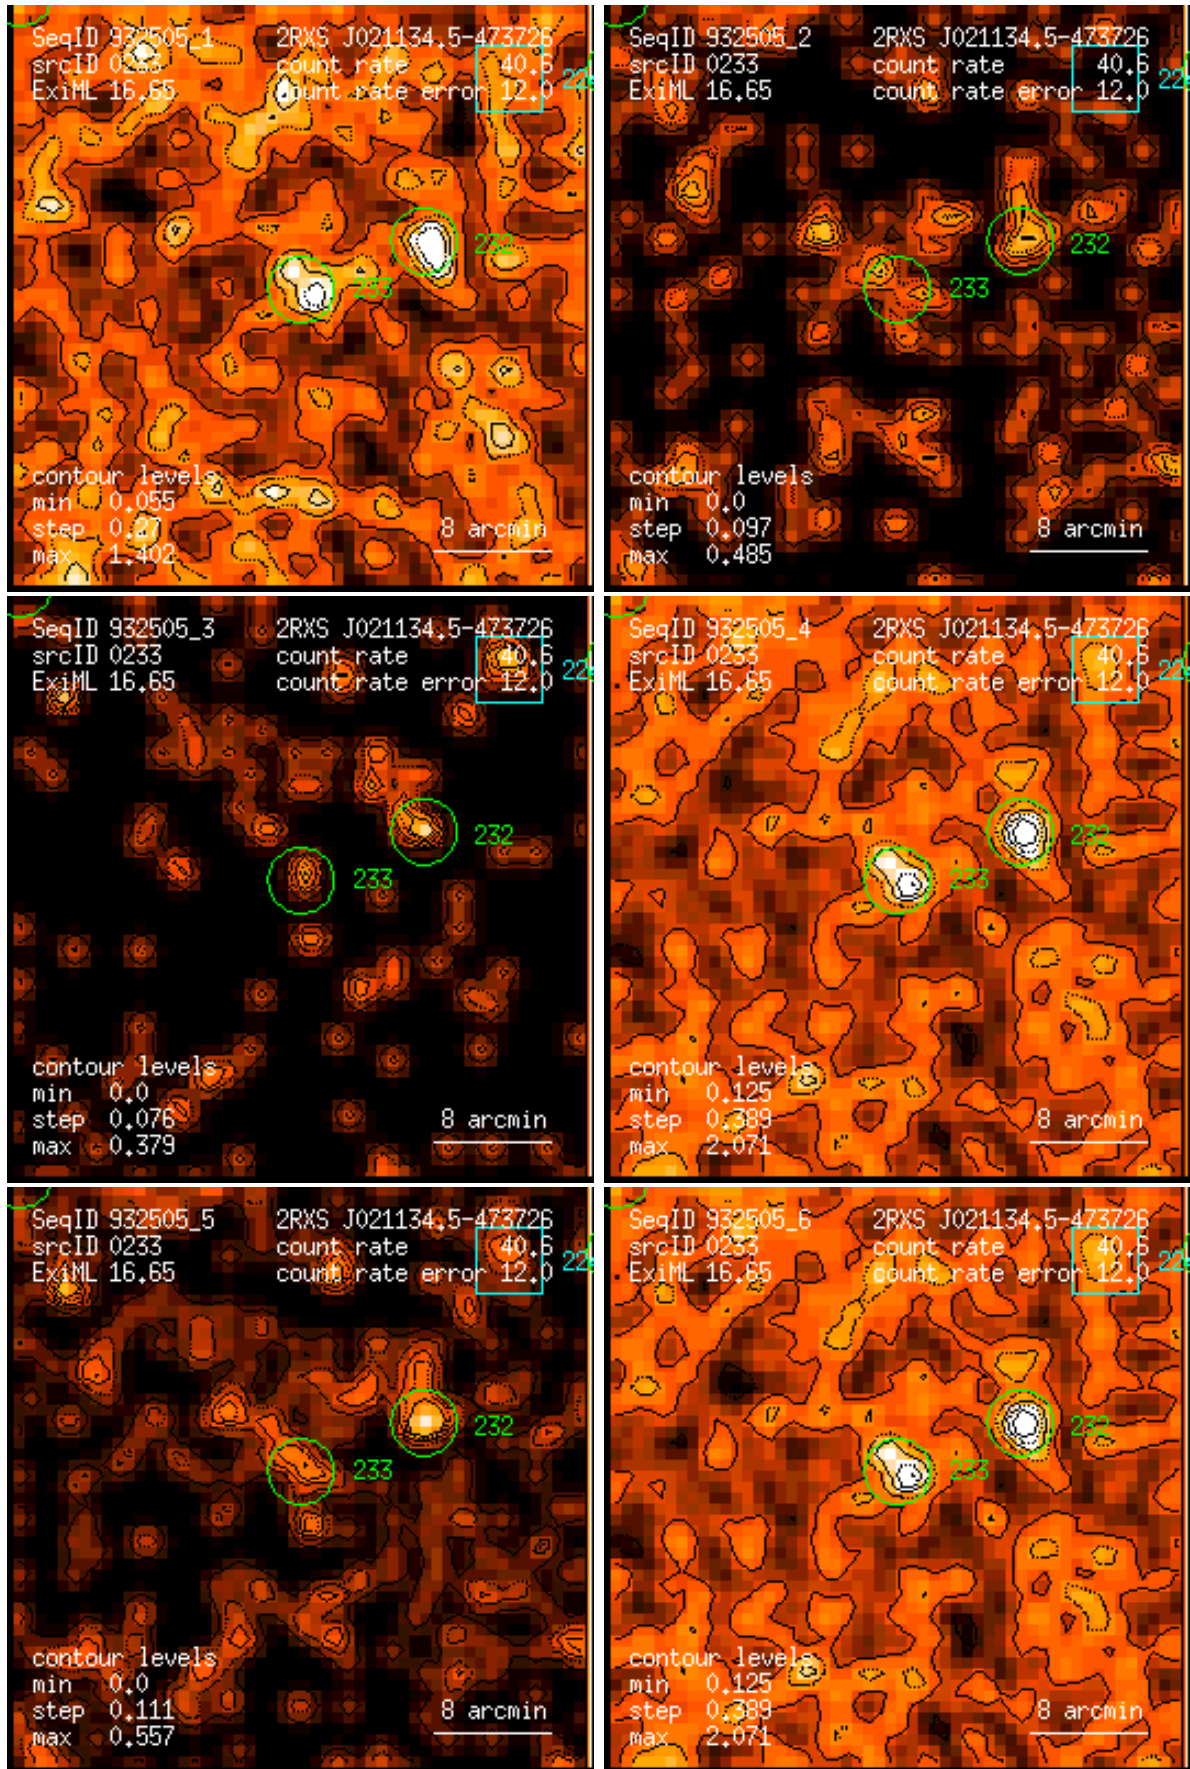 SeqID 932505_1 2RXS J021134.5-473726
srcID 0233 count rate 40.6
ExiML 16.65 count rate error 12.0
22
232
233
contour levels
min 0.055
step 0.27
max 1.402
8 arcmin
SeqID 932505_2 2RXS J021134.5-473726
srcID 0233 count rate 40.6
ExiML 16.65 count rate error 12.0
22
232
233
contour levels
min 0.0
step 0.097
max 0.485
8 arcmin
SeqID 932505_3 2RXS J021134.5-473726
srcID 0233 count rate 40.6
ExiML 16.65 count rate error 12.0
22
232
233
contour levels
min 0.0
step 0.076
max 0.379
8 arcmin
SeqID 932505_4 2RXS J021134.5-473726
srcID 0233 count rate 40.6
ExiML 16.65 count rate error 12.0
22
232
233
contour levels
min 0.125
step 0.389
max 2.071
8 arcmin
SeqID 932505_5 2RXS J021134.5-473726
srcID 0233 count rate 40.6
ExiML 16.65 count rate error 12.0
22
232
233
contour levels
min 0.0
step 0.111
max 0.557
8 arcmin
SeqID 932505_6 2RXS J021134.5-473726
srcID 0233 count rate 40.6
ExiML 16.65 count rate error 12.0
22
232
233
contour levels
min 0.125
step 0.389
max 2.071
8 arcmin